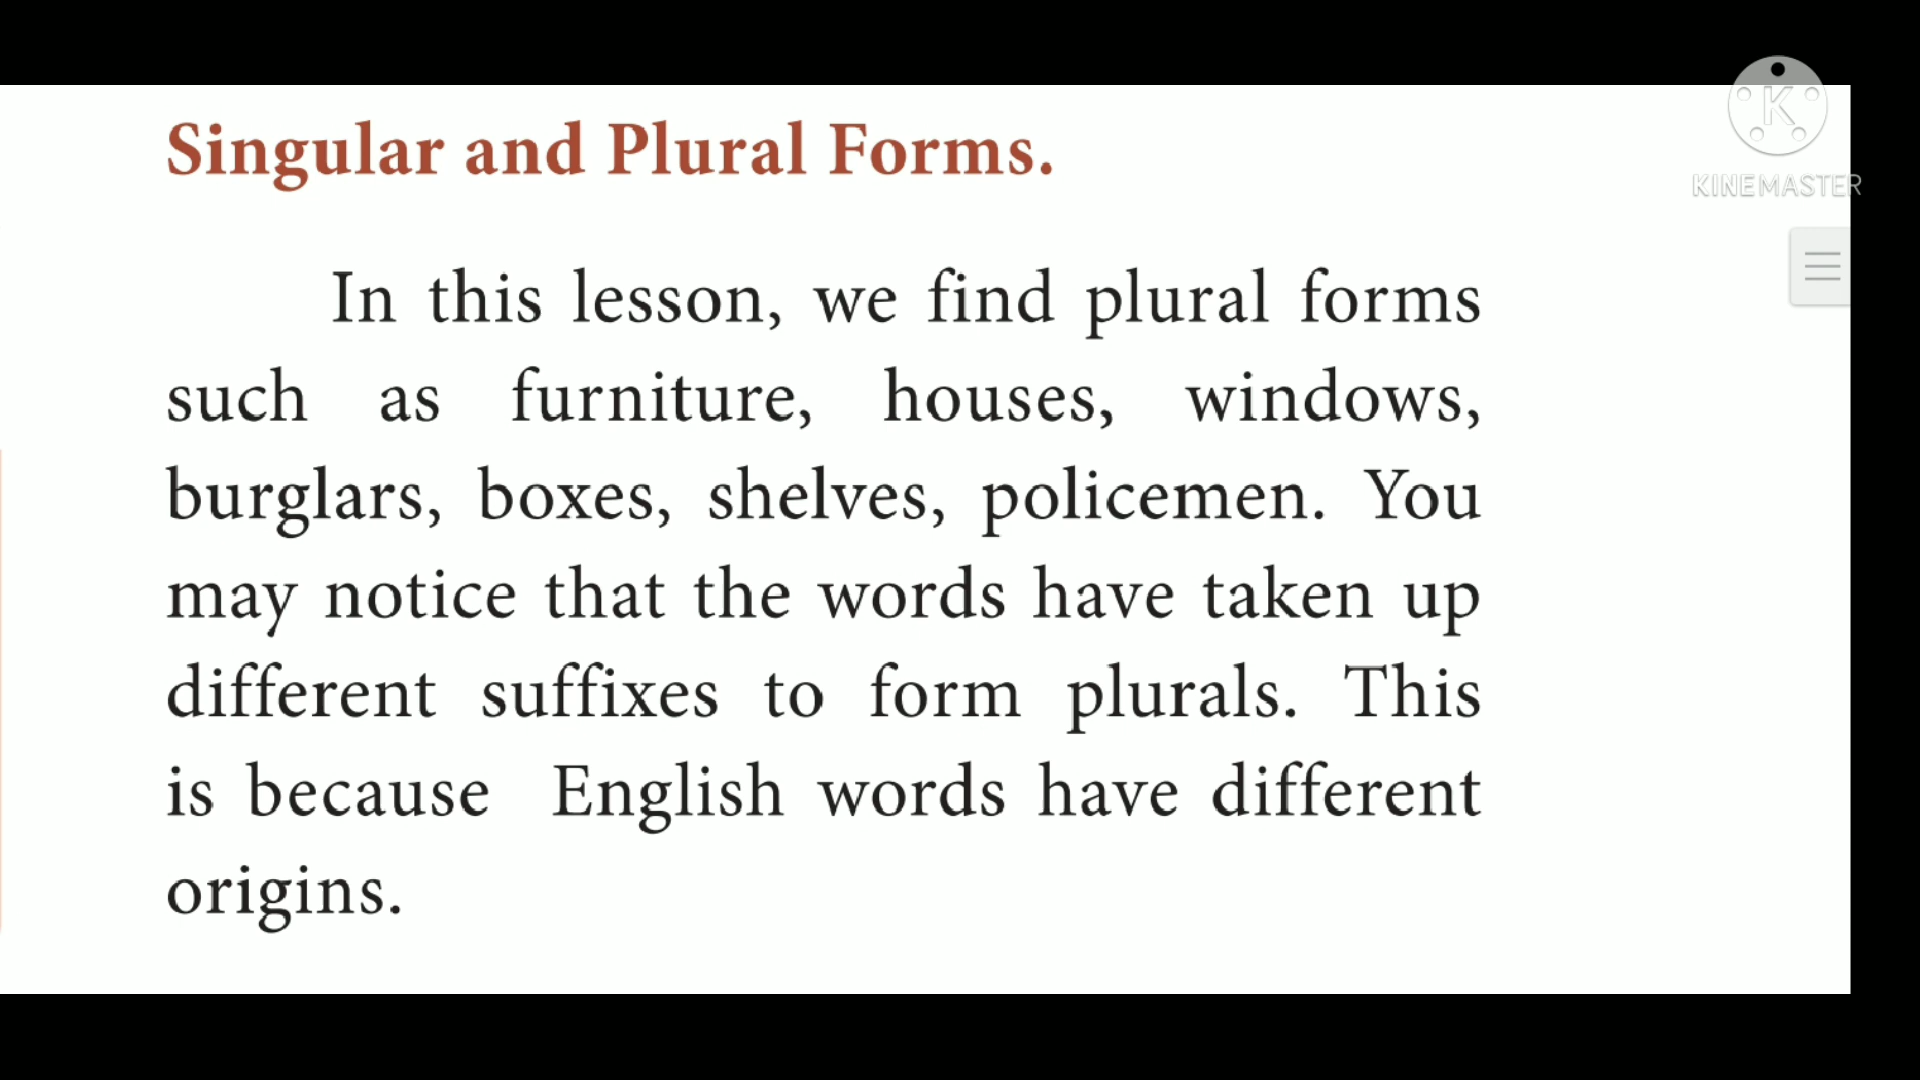 Singular and Plural Forms.
KINEMASTER
In this lesson, we find plural forms
such as furniture, houses, windows,
burglars, boxes, shelves, policemen. You
may notice that the words have taken up
different suffixes to form plurals. This
is because English words have different
origins.